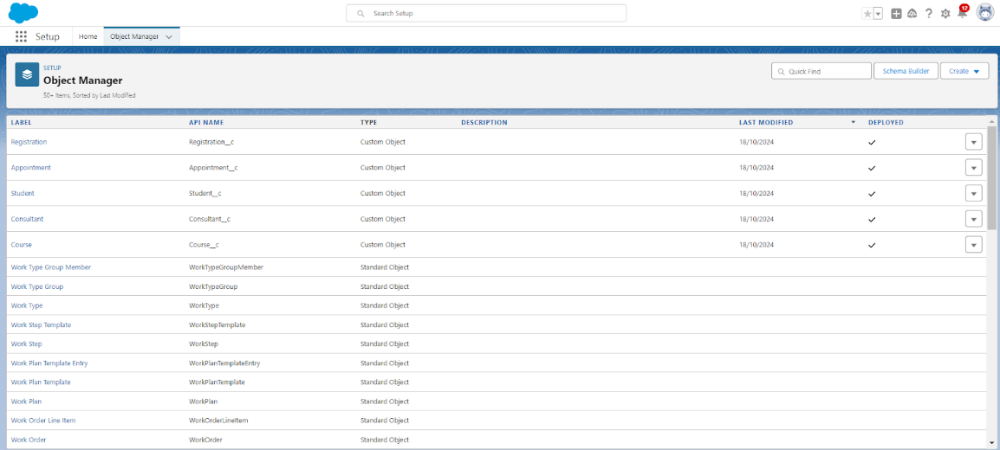 Search Setup
12
Setup Home Object Manager
SETUP
Object Manager
50+ Items, Sorted by Last Modified
Quick Find Schema Builder Create
LABEL API NAME TYPE DESCRIPTION LAST MODIFIED DEPLOYED
Registration Registration__c Custom Object 18/10/2024
Appointment Appointment__c Custom Object 18/10/2024
Student Student__c Custom Object 18/10/2024
Consultant Consultant__c Custom Object 18/10/2024
Course Course__c Custom Object 18/10/2024
Work Type Group Member WorkTypeGroupMember Standard Object
Work Type Group WorkTypeGroup Standard Object
Work Type WorkType Standard Object
Work Step Template WorkStepTemplate Standard Object
Work Step WorkStep Standard Object
Work Plan Template Entry WorkPlanTemplateEntry Standard Object
Work Plan Template WorkPlanTemplate Standard Object
Work Plan WorkPlan Standard Object
Work Order Line Item WorkOrderLineItem Standard Object
Work Order WorkOrder Standard Object